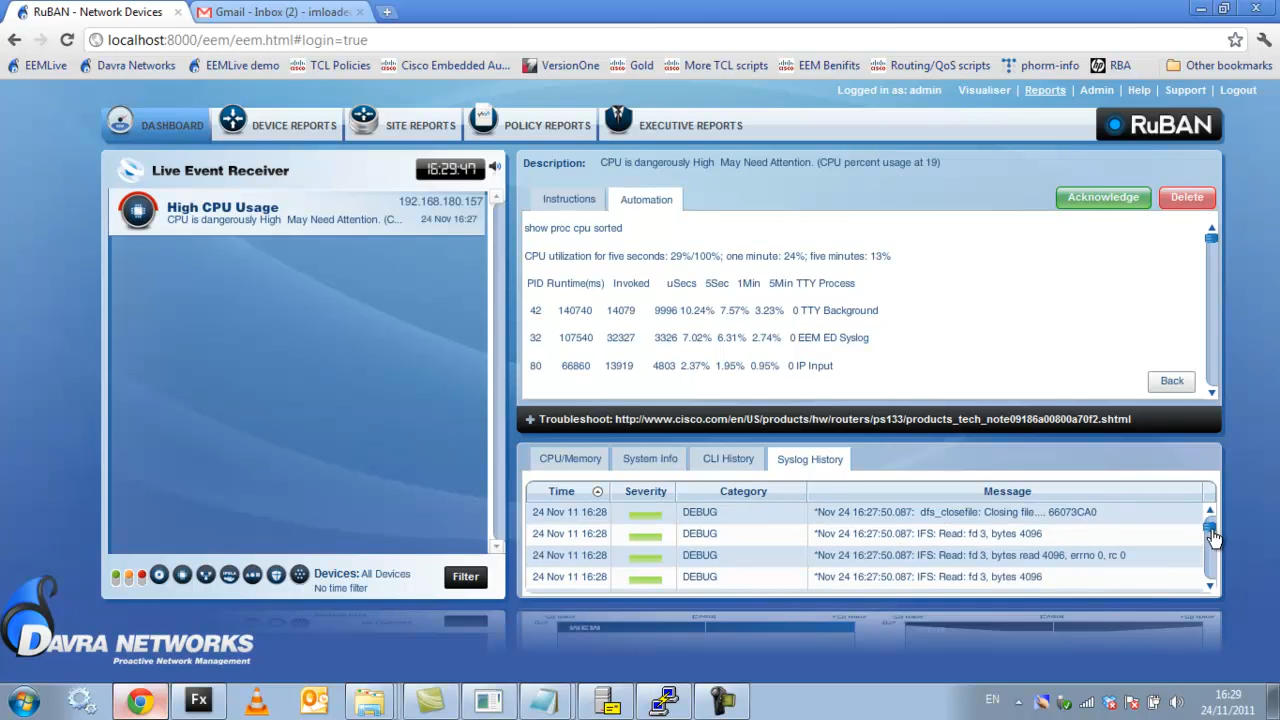 RuBAN - Network Devices
Gmail - Inbox (2) - imloade
localhost:8000/eem/eem.html#login=true
EEMLive
Davra Networks
EEMLive demo
TCL Policies
Cisco Embedded Au...
VersionOne
Gold
More TCL scripts
EEM Benifits
Routing/QoS scripts
phorm-info
RBA
Other bookmarks
Logged in as: admin
Visualiser
Reports
Admin
Help
Support
Logout
DASHBOARD
DEVICE REPORTS
SITE REPORTS
POLICY REPORTS
EXECUTIVE REPORTS
RuBAN
Live Event Receiver
16:29:47
High CPU Usage
192.168.180.157
CPU is dangerously High May Need Attention. (C...
24 Nov 16:27
Devices: All Devices
No time filter
Filter
Description: CPU is dangerously High May Need Attention. (CPU percent usage at 19)
Instructions
Automation
Acknowledge
Delete
show proc cpu sorted
CPU utilization for five seconds: 29%/100%; one minute: 24%; five minutes: 13%
PID Runtime(ms) Invoked uSecs 5Sec 1Min 5Min TTY Process
42 140740 14079 9996 10.24% 7.57% 3.23% 0 TTY Background
32 107540 32327 3326 7.02% 6.31% 2.74% 0 EEM ED Syslog
80 66860 13919 4803 2.37% 1.95% 0.95% 0 IP Input
Back
Troubleshoot: http://www.cisco.com/en/US/products/hw/routers/ps133/products_tech_note09186a00800a70f2.shtml
CPU/Memory
System Info
CLI History
Syslog History
Time Severity Category Message
24 Nov 11 16:28 DEBUG *Nov 24 16:27:50.087: dfs_closefile: Closing file.... 66073CA0
24 Nov 11 16:28 DEBUG *Nov 24 16:27:50.087: IFS: Read: fd 3, bytes 4096
24 Nov 11 16:28 DEBUG *Nov 24 16:27:50.087: IFS: Read: fd 3, bytes read 4096, errno 0, rc 0
24 Nov 11 16:28 DEBUG *Nov 24 16:27:50.087: IFS: Read: fd 3, bytes 4096
DAVRA NETWORKS
Proactive Network Management
Fx
EN
16:29
24/11/2011